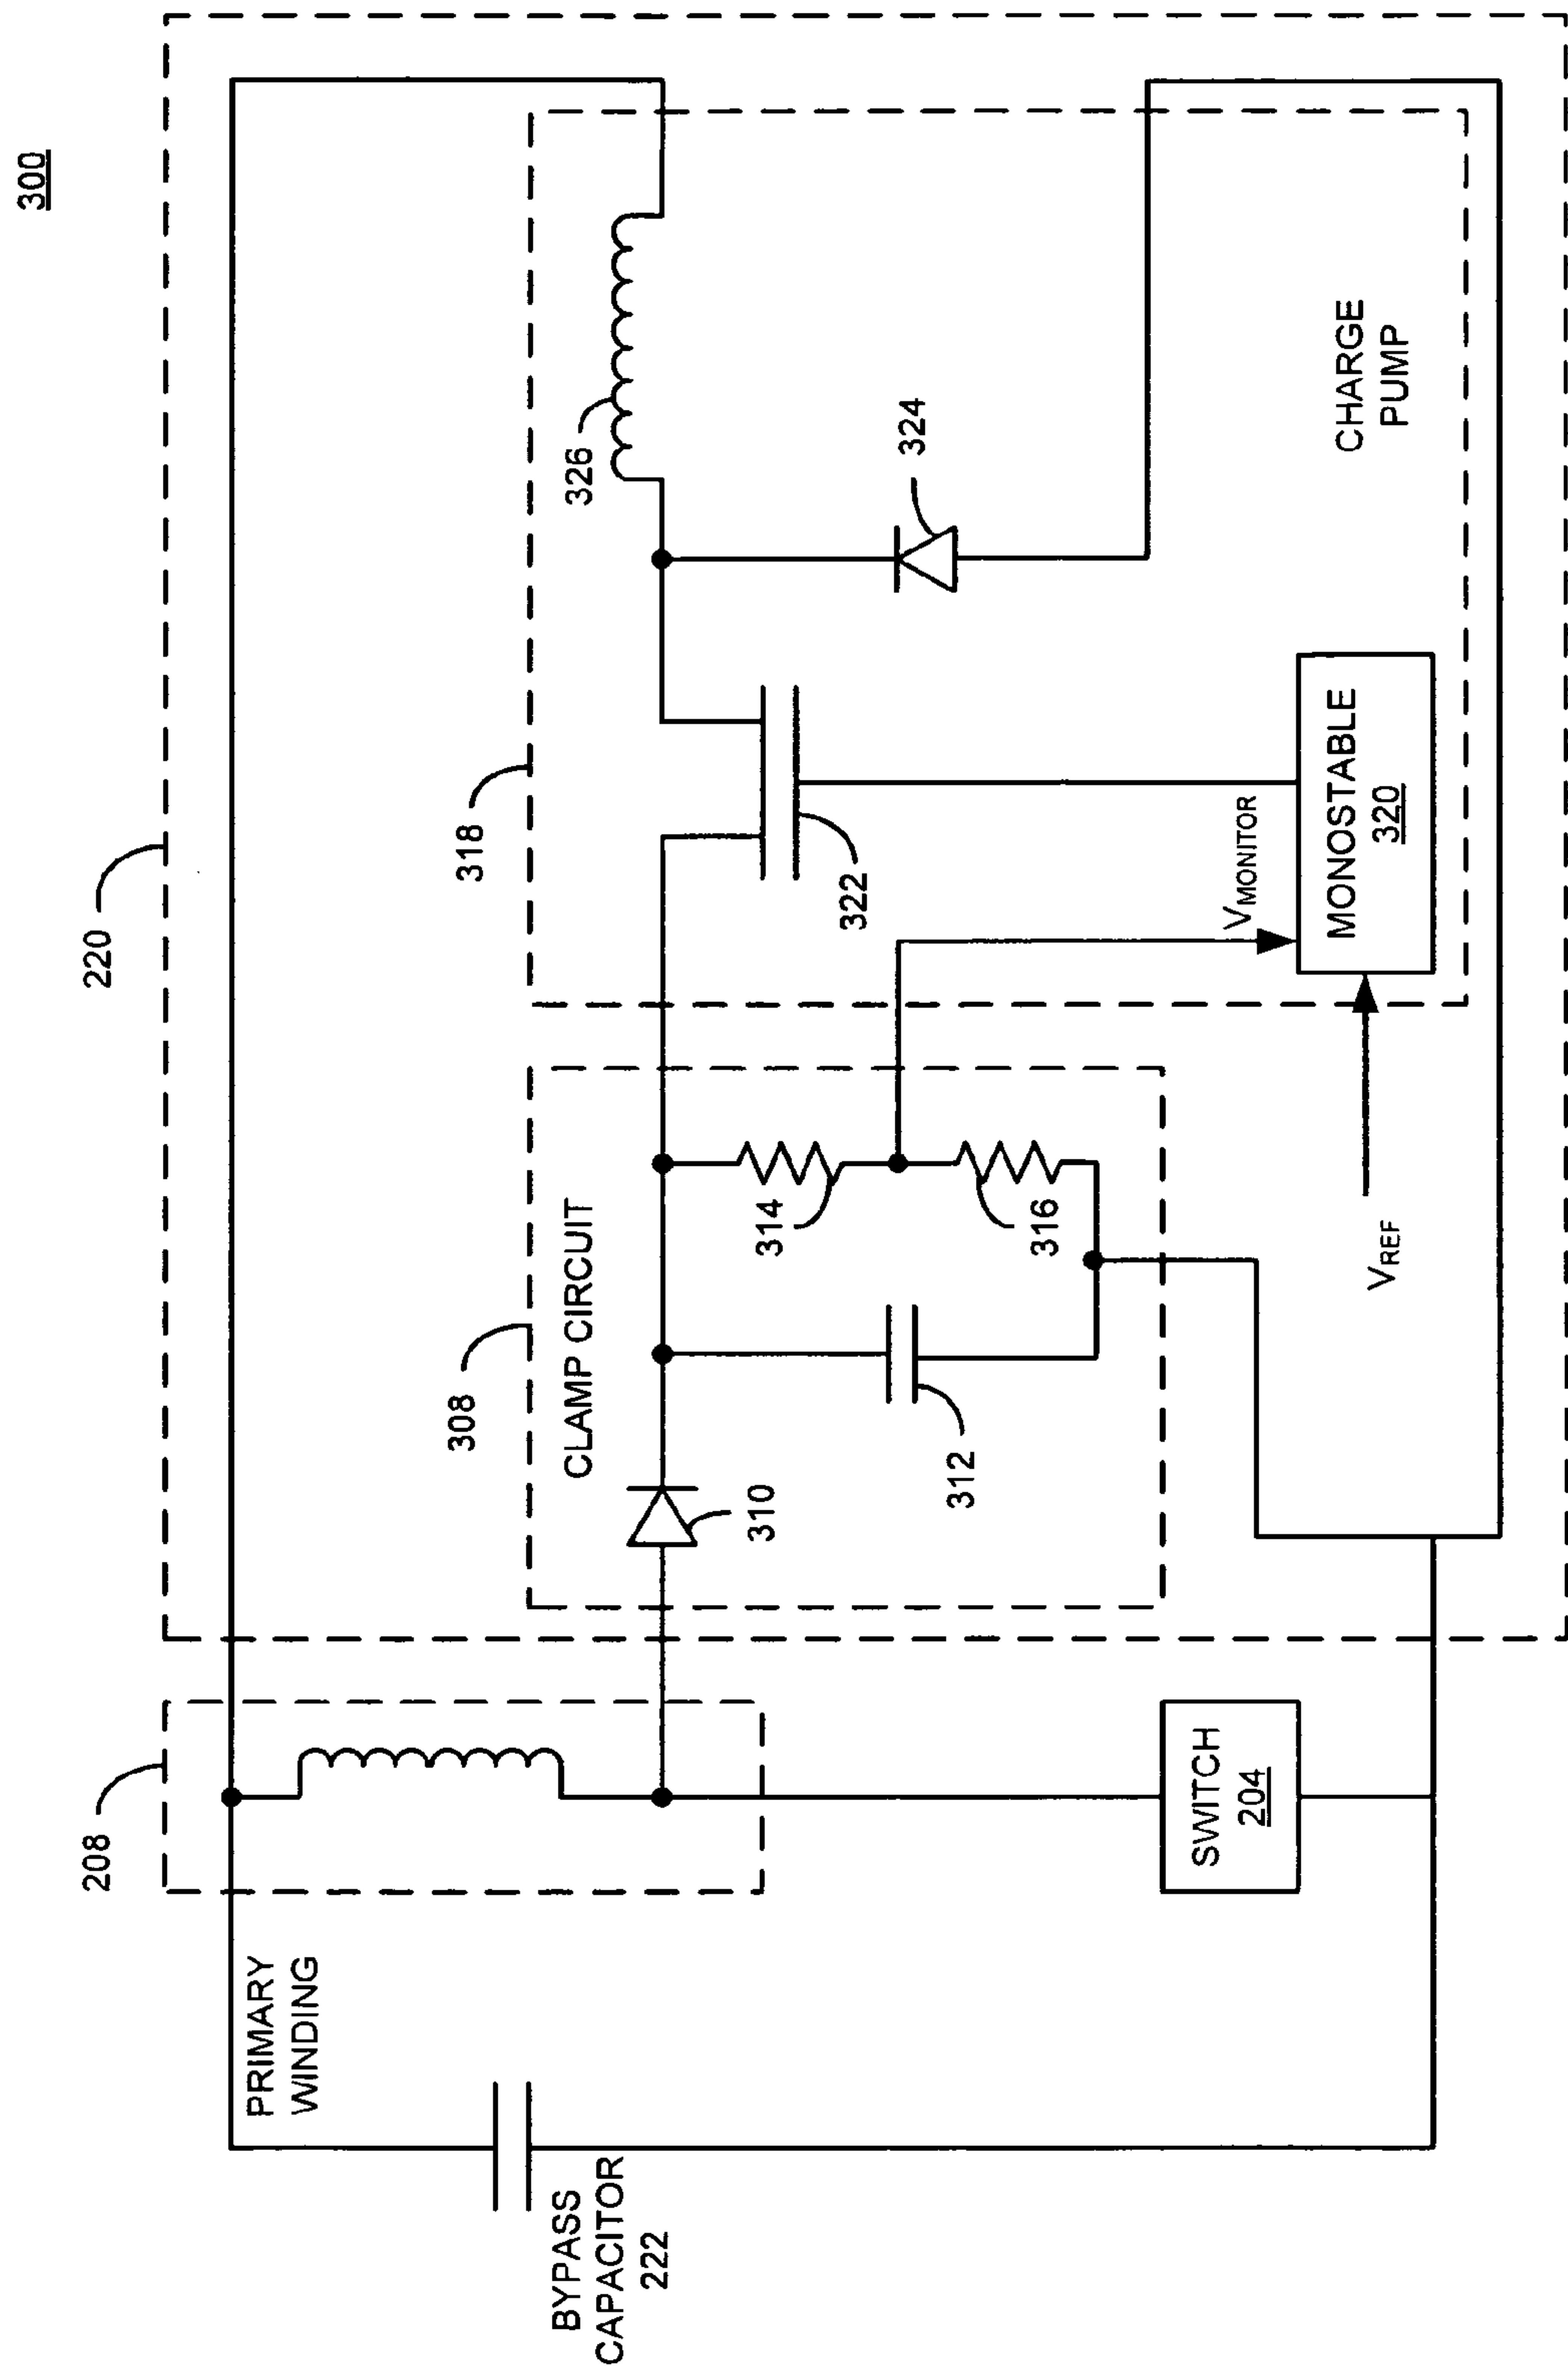 300
220
208
PRIMARY
WINDING
BYPASS
CAPACITOR
222
SWITCH
204
308
CLAMP CIRCUIT
310
312
314
316
318
322
326
324
VMONITOR
MONOSTABLE
320
VREF
CHARGE
PUMP